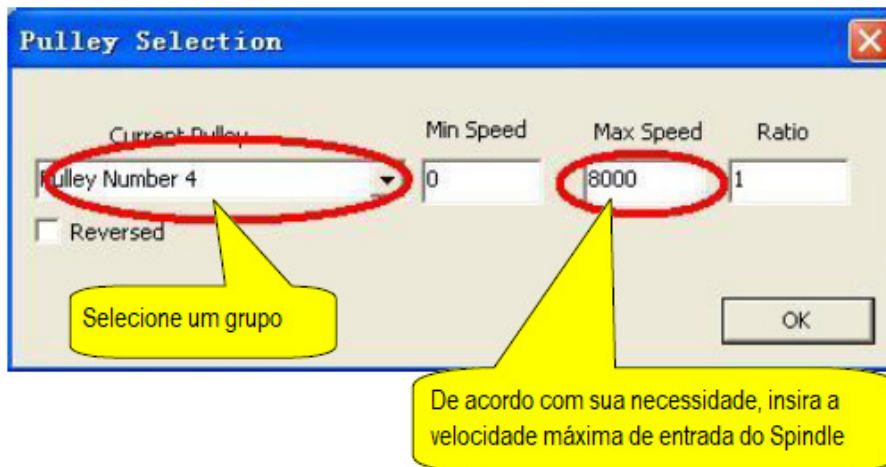 Pulley Selection
Current Pulley
Min Speed
Max Speed
Ratio
Pulley Number 4
0
8000
1
Reversed
Selecione um grupo
OK
De acordo com sua necessidade, insira a
velocidade máxima de entrada do Spindle